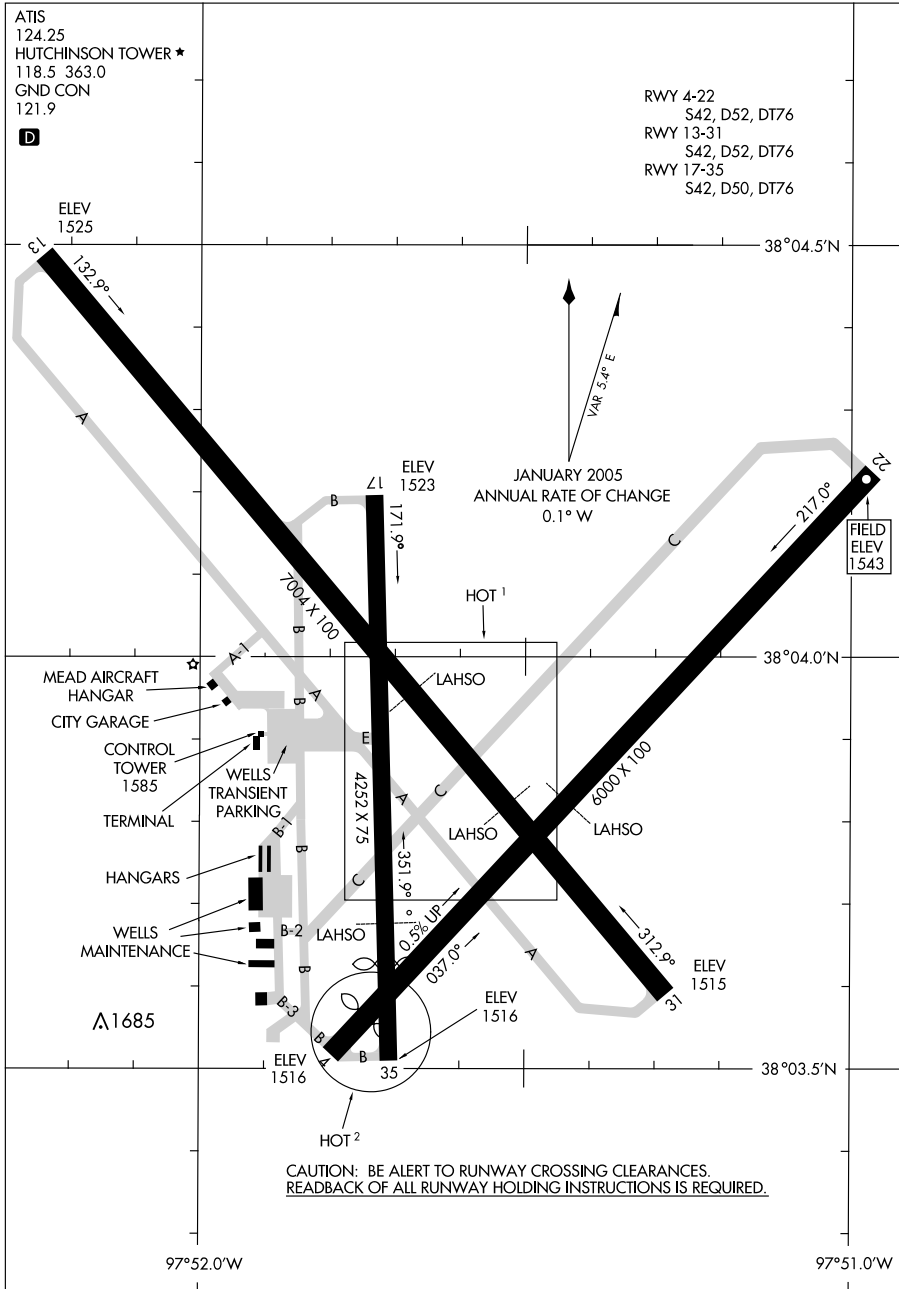 ATIS
124.25
HUTCHINSON TOWER
118.5 363.0
GND CON
121.9
D
RWY 4-22
S42, D52, DT76
RWY 13-31
S42, D52, DT76
RWY 17-35
S42, D50, DT76
ELEV
1525
13
132.9°
38°04.5'N
VAR 5.4° E
JANUARY 2005
ANNUAL RATE OF CHANGE
0.1° W
A
ELEV
1523
17
B
171.9°
22
217.0°
FIELD
ELEV
1543
C
7004 X 100
HOT 1
B
A-1
38°04.0'N
MEAD AIRCRAFT
HANGAR
LAHSO
A
B
CITY GARAGE
E
CONTROL
TOWER
1585
WELLS
TRANSIENT
PARKING
4252 X 75
6000 X 100
A
C
TERMINAL
LAHSO
LAHSO
B-1
B
351.9°
HANGARS
C
0.5% UP
B-2
LAHSO
WELLS
MAINTENANCE
037.0°
A
312.9°
B
ELEV
1515
31
B-3
ELEV
1516
1685
B
4
B
ELEV
1516
35
38°03.5'N
HOT 2
CAUTION: BE ALERT TO RUNWAY CROSSING CLEARANCES.
READBACK OF ALL RUNWAY HOLDING INSTRUCTIONS IS REQUIRED.
97°52.0'W
97°51.0'W